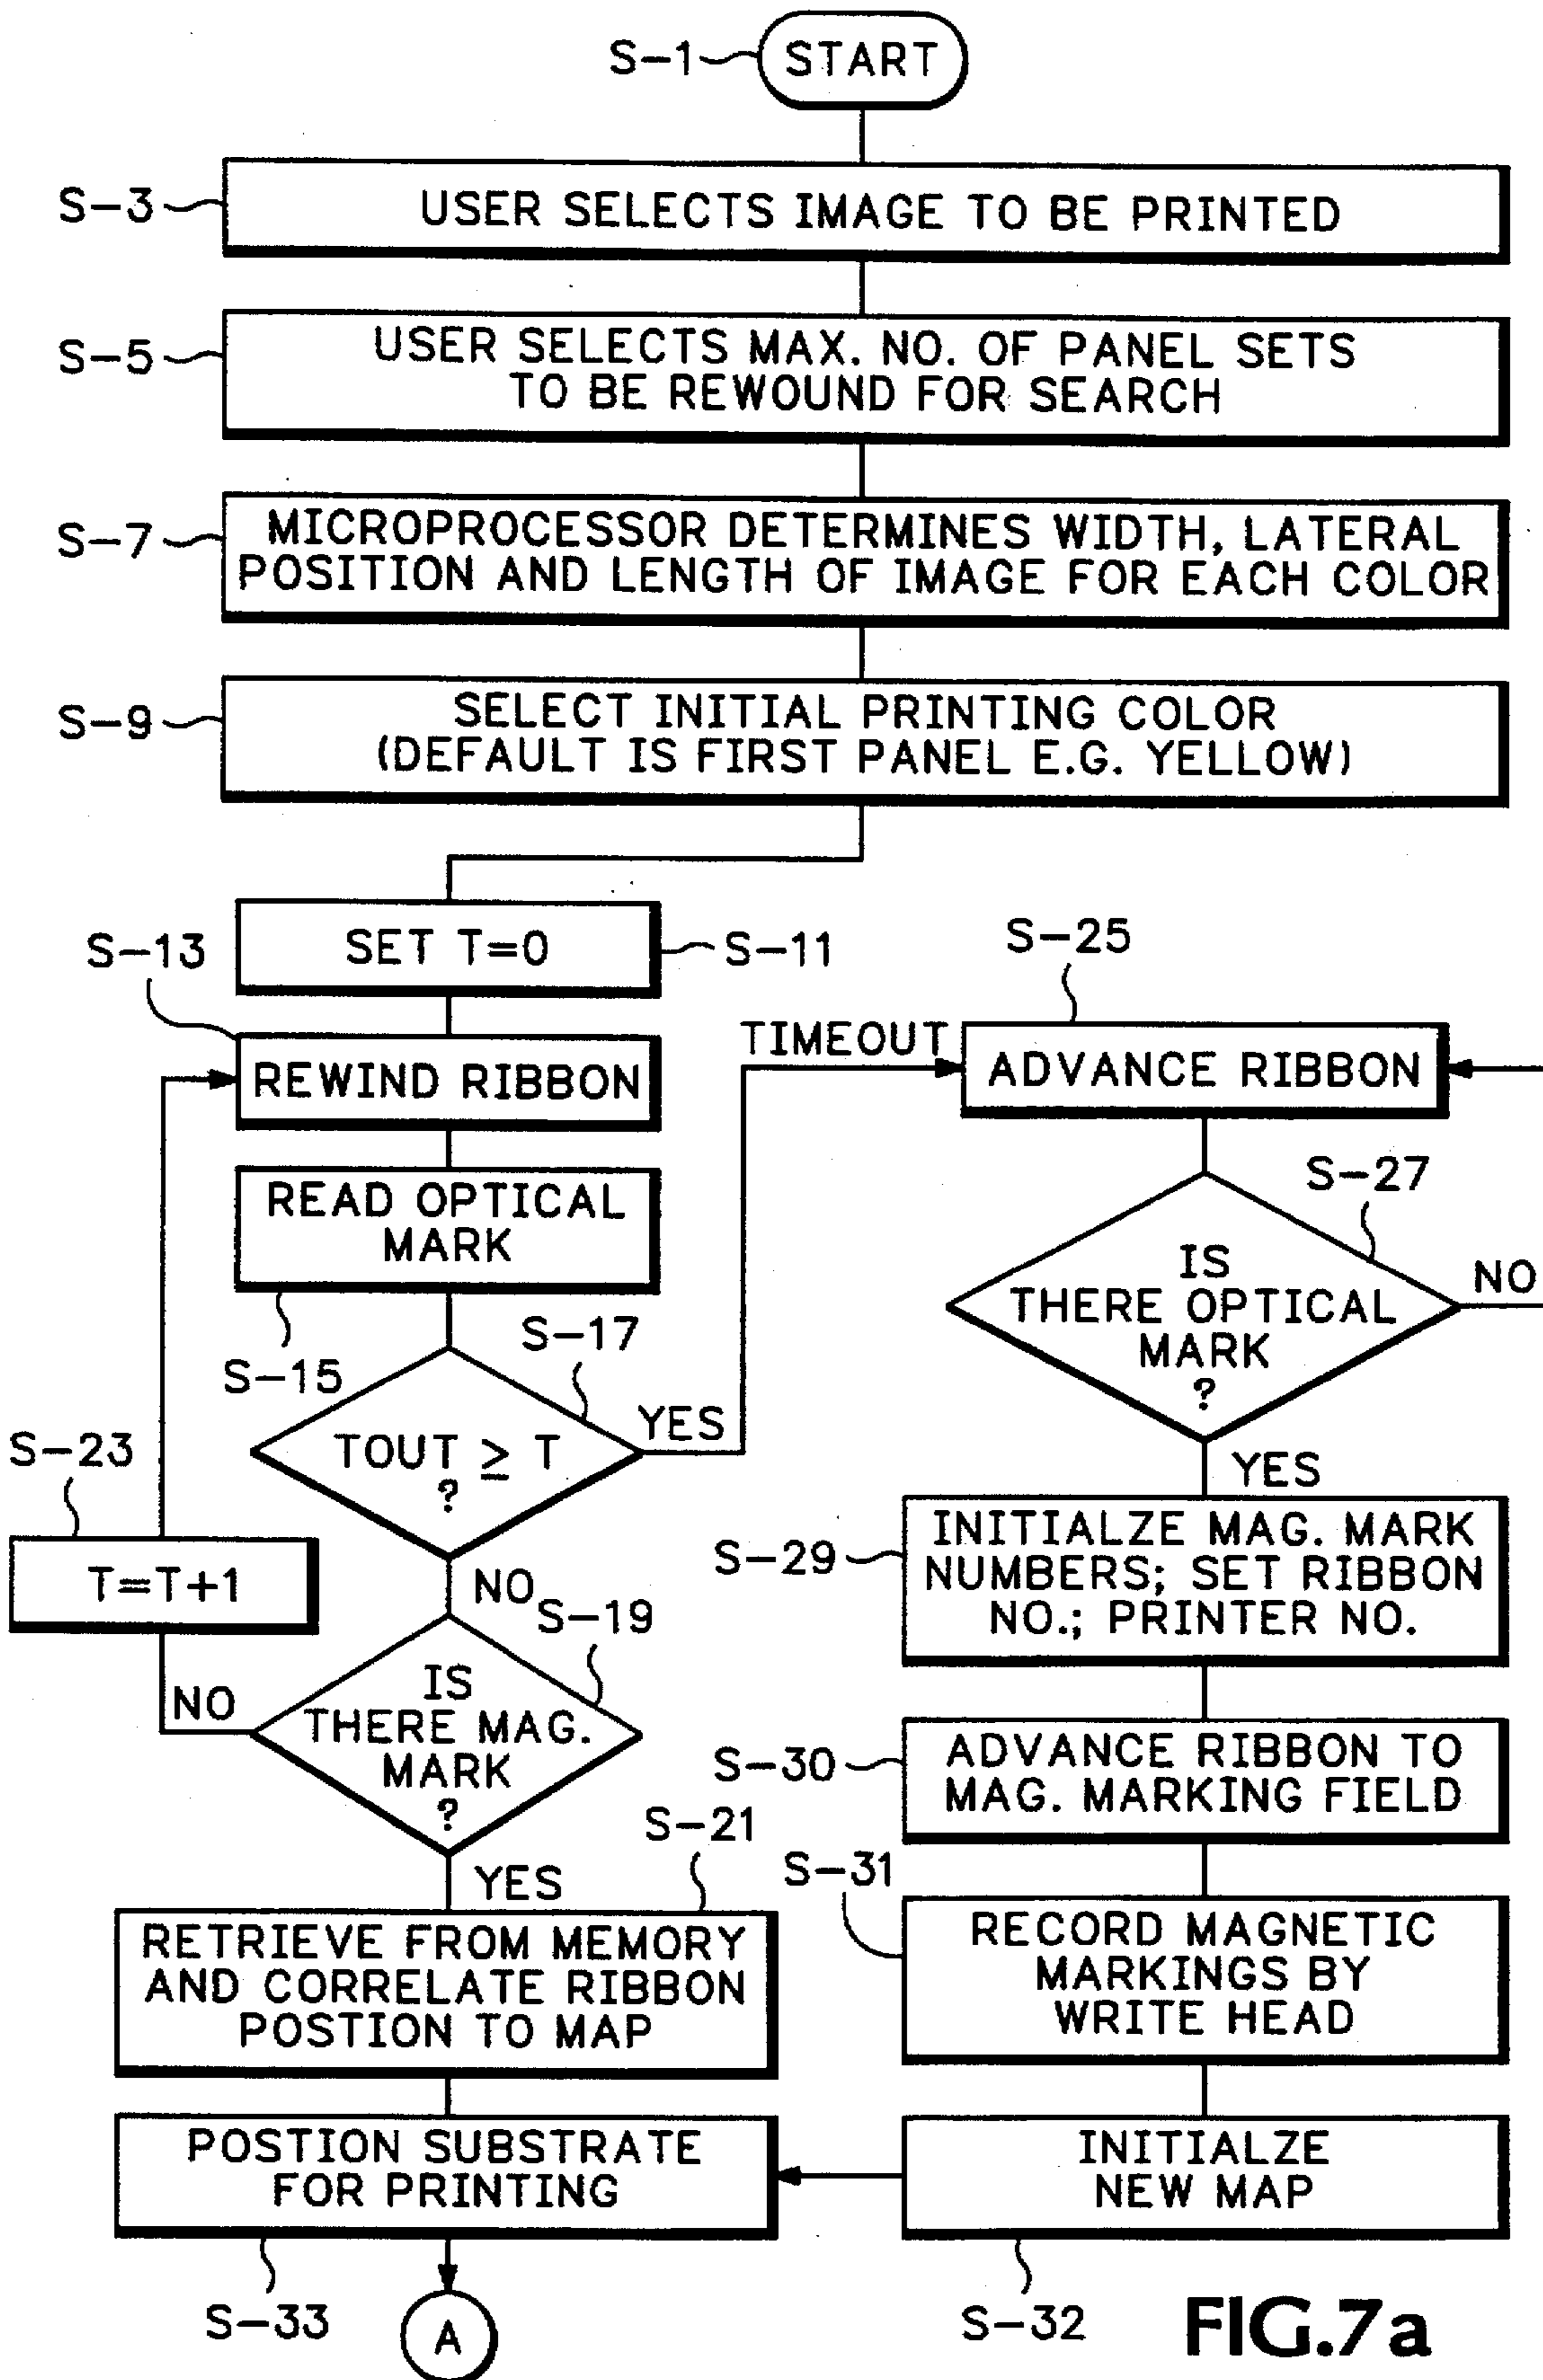 S-1
START
S-3
USER SELECTS IMAGE TO BE PRINTED
S-5
USER SELECTS MAX. NO. OF PANEL SETS
TO BE REWOUND FOR SEARCH
S-7
MICROPROCESSOR DETERMINES WIDTH, LATERAL
POSITION AND LENGTH OF IMAGE FOR EACH COLOR
S-9
SELECT INITIAL PRINTING COLOR
(DEFAULT IS FIRST PANEL E.G. YELLOW)
SET T=0
S-11
S-13
REWIND RIBBON
READ OPTICAL
MARK
S-15
S-17
TOUT ≥ T
?
YES
TIMEOUT
NO
S-23
T=T+1
S-19
IS
THERE MAG.
MARK
?
NO
YES
S-21
RETRIEVE FROM MEMORY
AND CORRELATE RIBBON
POSTION TO MAP
S-25
ADVANCE RIBBON
S-27
IS
THERE OPTICAL
MARK
?
NO
YES
S-29
INITIALZE MAG. MARK
NUMBERS; SET RIBBON
NO.; PRINTER NO.
S-30
ADVANCE RIBBON TO
MAG. MARKING FIELD
S-31
RECORD MAGNETIC
MARKINGS BY
WRITE HEAD
INITIALZE
NEW MAP
S-32
POSTION SUBSTRATE
FOR PRINTING
S-33
A
FIG.7a